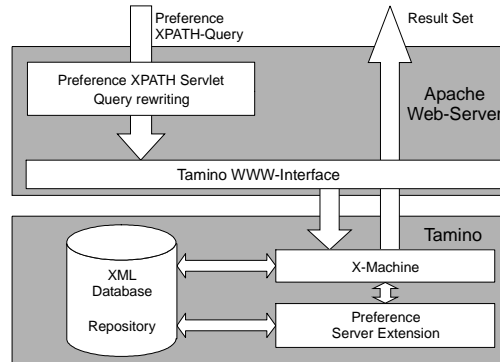 Preference
XPATH-Query
Result Set
Preference XPATH Servlet
Query rewriting
Apache
Web-Server
Tamino WWW-Interface
Tamino
XML
Database
Repository
X-Machine
Preference
Server Extension